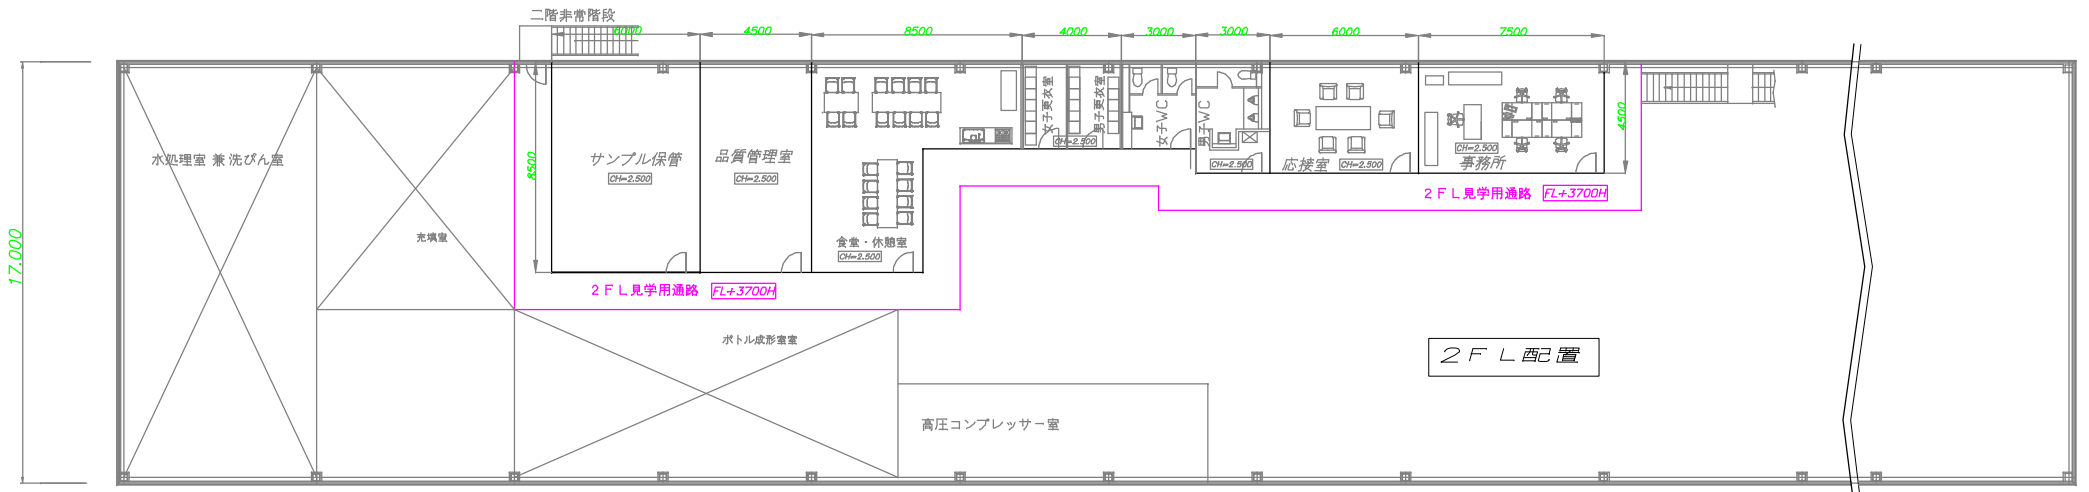 二階非常階段
6000
4500
8500
4000
3000
3000
6000
7500
17.000
8500
4500
水処理室 兼 洗びん室
充填室
サンプル保管
CH=2.500
品質管理室
CH=2.500
食堂・休憩室
CH=2.500
女子更衣室
男子更衣室
CH=2.500
女子WC
男子WC
CH=2.500
応接室
CH=2.500
CH=2.500
事務所
2FL見学用通路
FL+3700H
2FL見学用通路
FL+3700H
ボトル成形室室
高圧コンプレッサー室
2FL配置